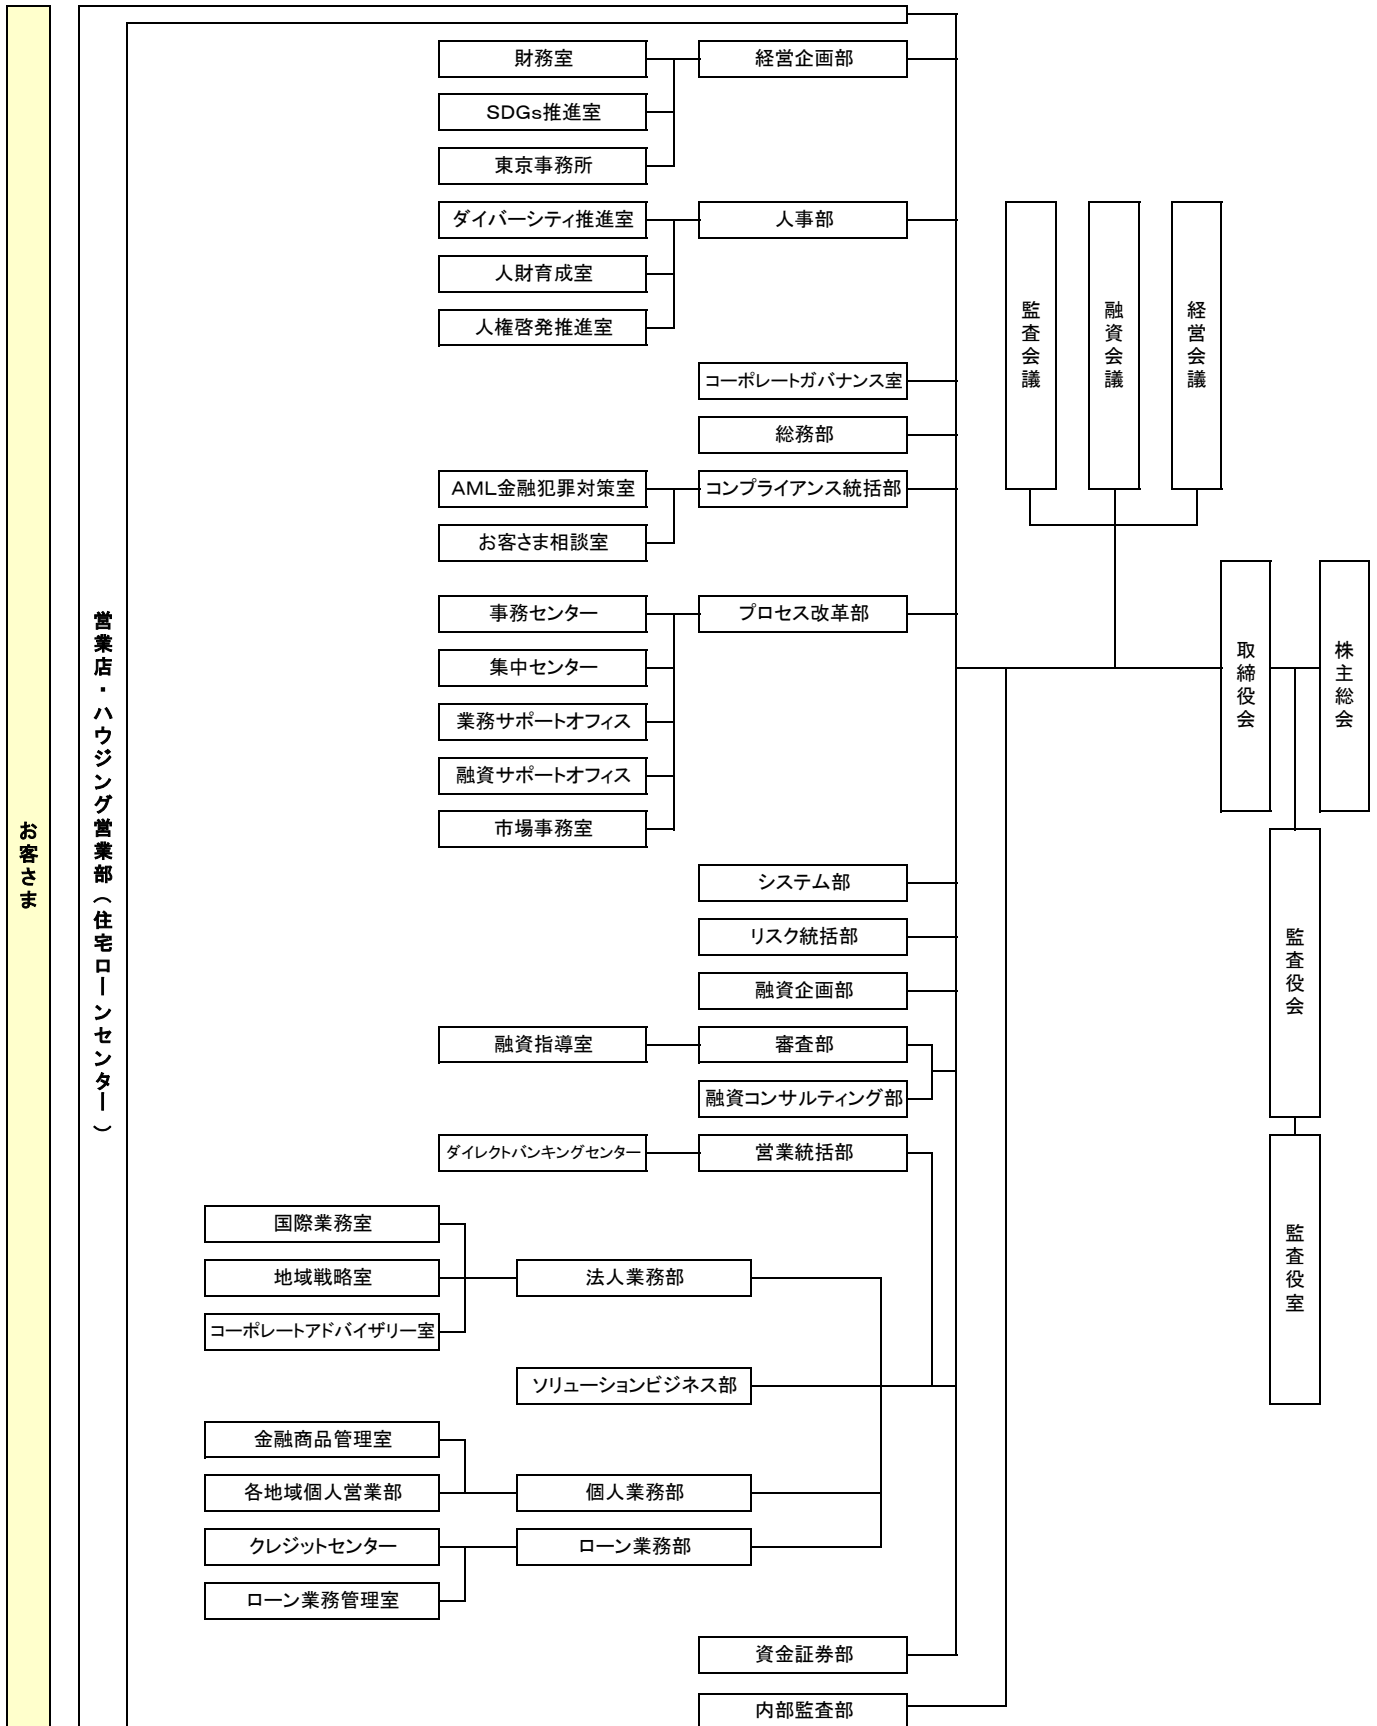 お客さま
営業店・ハウジング営業部（住宅ローンセンター）
財務室
経営企画部
SDGs推進室
東京事務所
ダイバーシティ推進室
人事部
人財育成室
人権啓発推進室
コーポレートガバナンス室
総務部
AML金融犯罪対策室
コンプライアンス統括部
お客さま相談室
事務センター
プロセス改革部
集中センター
業務サポートオフィス
融資サポートオフィス
市場事務室
システム部
リスク統括部
融資企画部
融資指導室
審査部
融資コンサルティング部
ダイレクトバンキングセンター
営業統括部
国際業務室
地域戦略室
法人業務部
コーポレートアドバイザリー室
ソリューションビジネス部
金融商品管理室
各地域個人営業部
個人業務部
クレジットセンター
ローン業務部
ローン業務管理室
資金証券部
内部監査部
監査会議
融資会議
経営会議
取締役会
株主総会
監査役会
監査役室